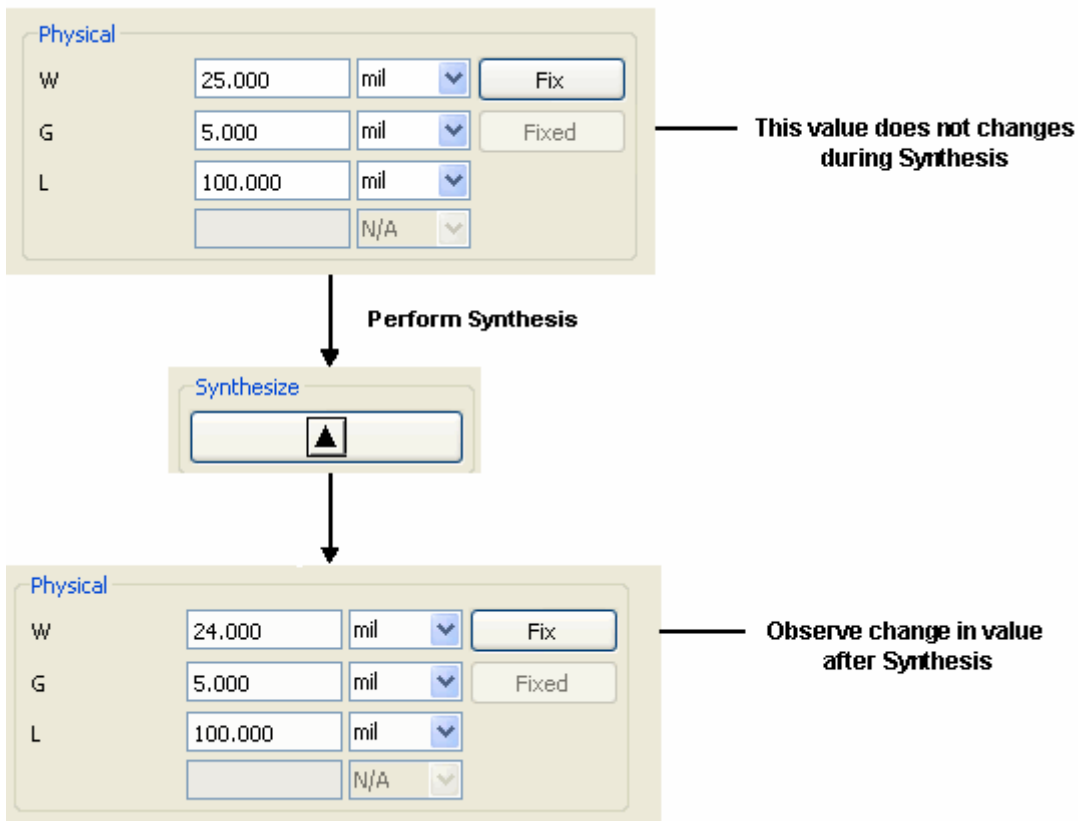 Physical
W 25.000 mil Fix
G 5.000 mil Fixed
L 100.000 mil
N/A
This value does not changes
during Synthesis
Perform Synthesis
Synthesize
Physical
W 24.000 mil Fix
G 5.000 mil Fixed
L 100.000 mil
N/A
Observe change in value
after Synthesis